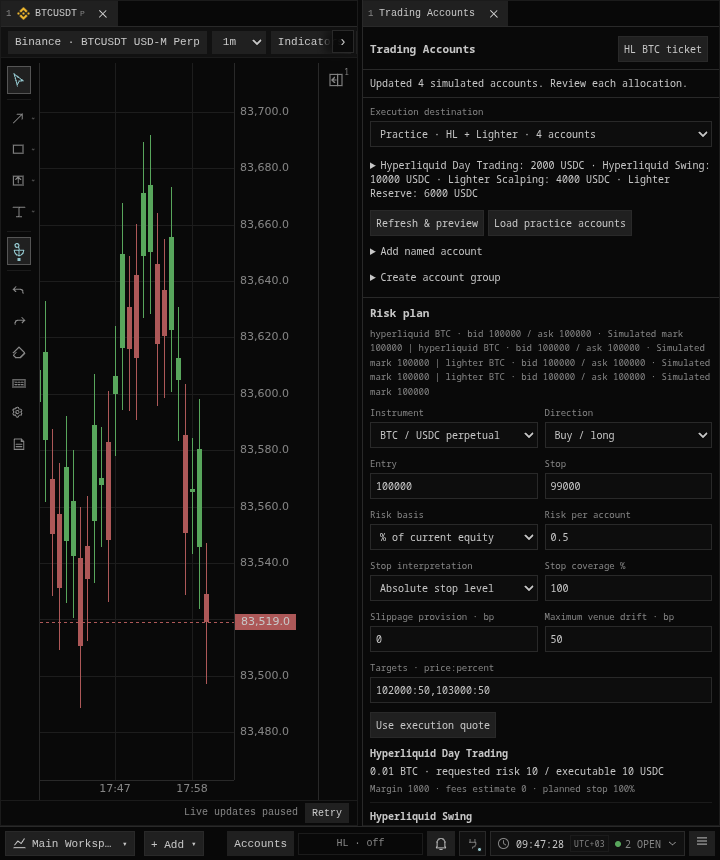 1 BTCUSDT P ×
Binance · BTCUSDT USD-M Perp
1m
Indicato
›
1
83,700.0
83,680.0
83,660.0
83,640.0
83,620.0
83,600.0
83,580.0
83,560.0
83,540.0
83,519.0
83,500.0
83,480.0
17:47
17:58
Live updates paused
Retry
1 Trading Accounts ×
Trading Accounts
HL BTC ticket
Updated 4 simulated accounts. Review each allocation.
Execution destination
Practice · HL + Lighter · 4 accounts
▶ Hyperliquid Day Trading: 2000 USDC · Hyperliquid Swing:
10000 USDC · Lighter Scalping: 4000 USDC · Lighter
Reserve: 6000 USDC
Refresh & preview
Load practice accounts
▶ Add named account
▶ Create account group
Risk plan
hyperliquid BTC · bid 100000 / ask 100000 · Simulated mark
100000 | hyperliquid BTC · bid 100000 / ask 100000 · Simulated
mark 100000 | lighter BTC · bid 100000 / ask 100000 · Simulated
mark 100000 | lighter BTC · bid 100000 / ask 100000 · Simulated
mark 100000
Instrument
Direction
BTC / USDC perpetual
Buy / long
Entry
Stop
100000
99000
Risk basis
Risk per account
% of current equity
0.5
Stop interpretation
Stop coverage %
Absolute stop level
100
Slippage provision · bp
Maximum venue drift · bp
0
50
Targets · price:percent
102000:50,103000:50
Use execution quote
Hyperliquid Day Trading
0.01 BTC · requested risk 10 / executable 10 USDC
Margin 1000 · fees estimate 0 · planned stop 100%
Hyperliquid Swing
Main Worksp… ▾
+ Add ▾
Accounts
HL · off
09:47:28 UTC+03
2 OPEN